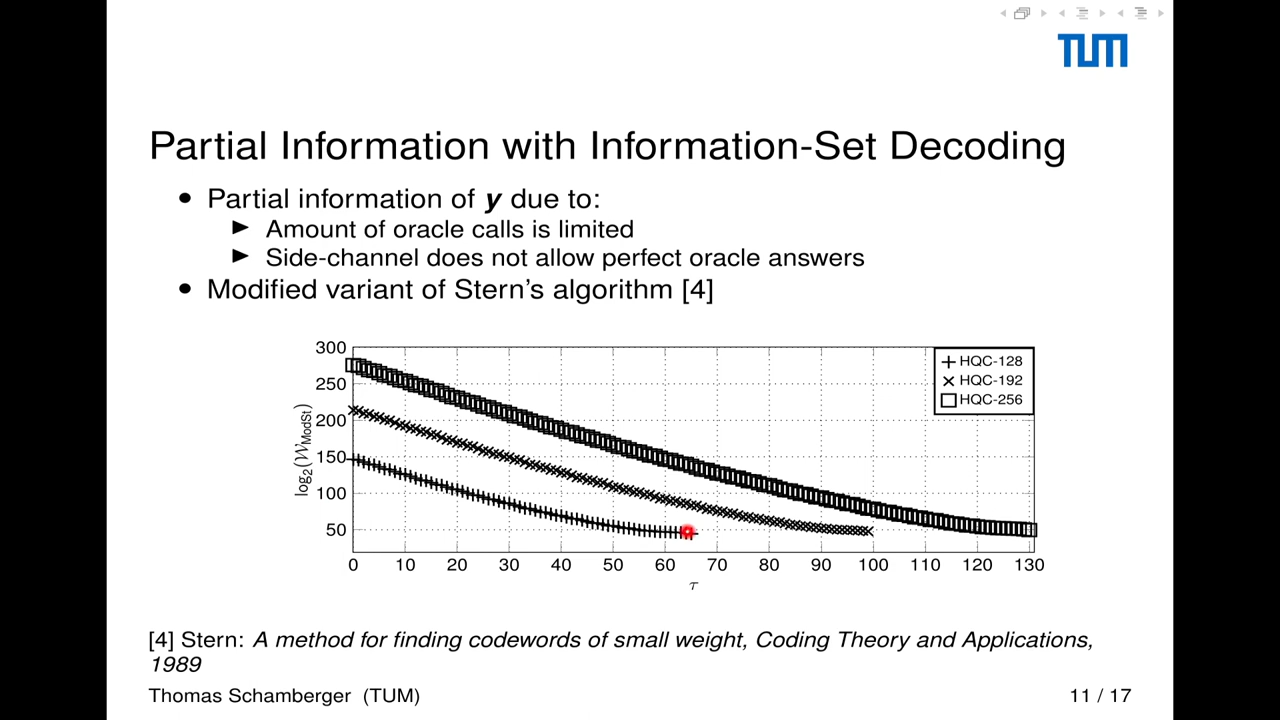 TUM
Partial Information with Information-Set Decoding
• Partial information of y due to:
► Amount of oracle calls is limited
► Side-channel does not allow perfect oracle answers
• Modified variant of Stern's algorithm [4]
300
250
200
150
100
50
log₂(𝒲ModSt)
HQC-128
HQC-192
HQC-256
0 10 20 30 40 50 60 70 80 90 100 110 120 130
τ
[4] Stern: A method for finding codewords of small weight, Coding Theory and Applications,
1989
Thomas Schamberger (TUM) 11 / 17